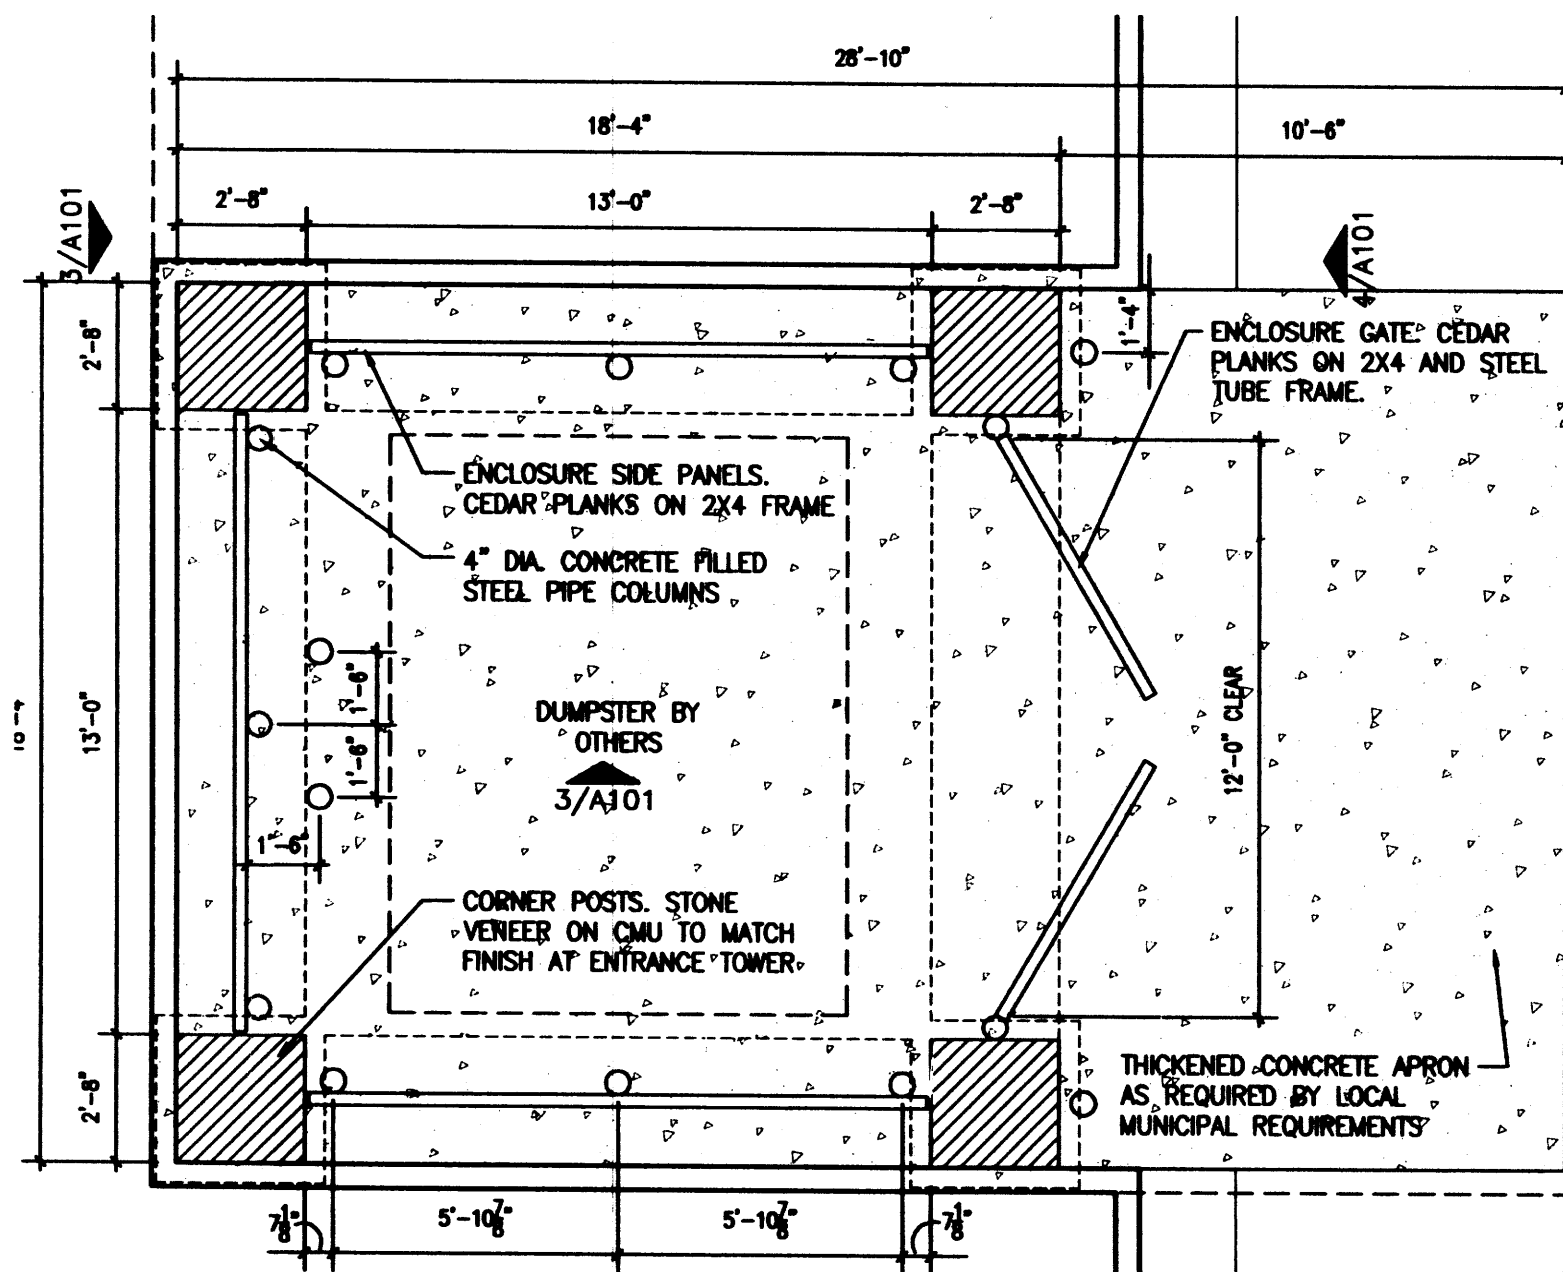 28'-10"
18'-4"
10'-6"
2'-8"
13'-0"
2'-8"
3/A101
4/A101
1'-4"
2'-8"
ENCLOSURE GATE. CEDAR
PLANKS ON 2X4 AND STEEL
TUBE FRAME.
ENCLOSURE SIDE PANELS.
CEDAR PLANKS ON 2X4 FRAME
4" DIA. CONCRETE FILLED
STEEL PIPE COLUMNS
1'-6"
1'-6"
13'-0"
12'-0" CLEAR
DUMPSTER BY
OTHERS
3/A101
1'-6"
CORNER POSTS. STONE
VENEER ON CMU TO MATCH
FINISH AT ENTRANCE TOWER.
THICKENED CONCRETE APRON
AS REQUIRED BY LOCAL
MUNICIPAL REQUIREMENTS
2'-8"
7 1/8"
5'-10 7/8"
5'-10 7/8"
7 1/8"